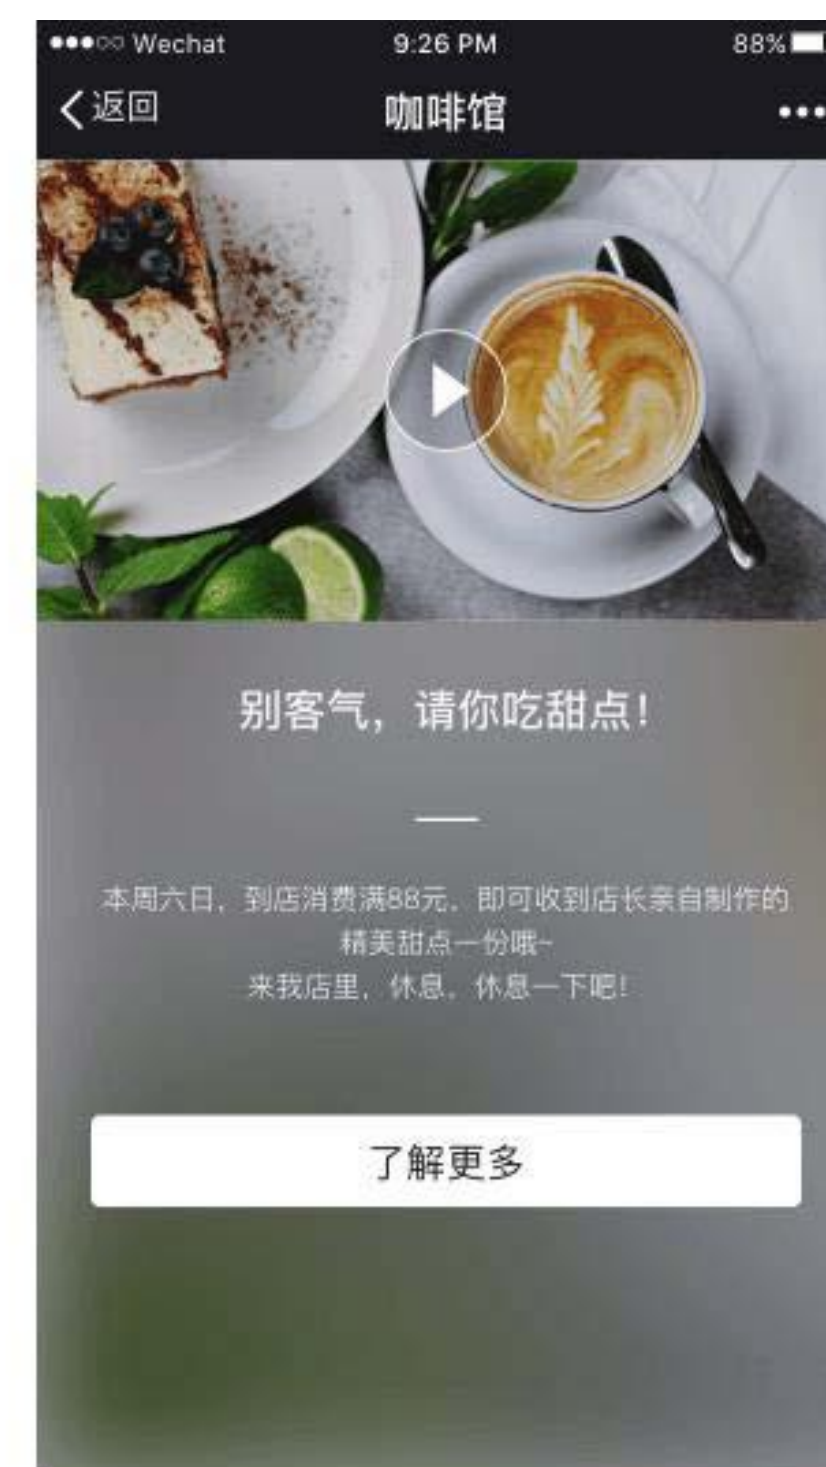 Wechat 9:26 PM 88%
返回 咖啡馆
别客气，请你吃甜点！
本周六日，到店消费满88元，即可收到店长亲自制作的
精美甜点一份哦~
来我店里，休息，休息一下吧！
了解更多